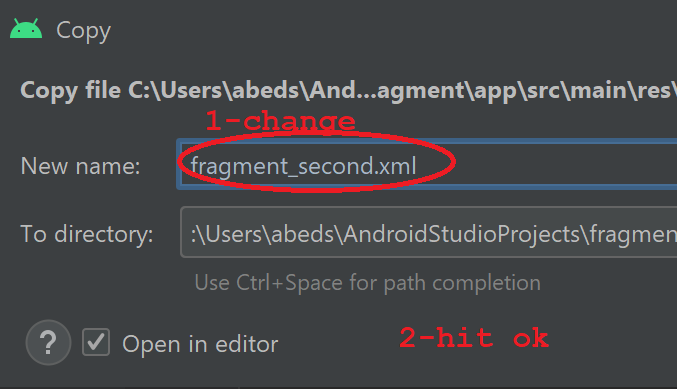 Copy
Copy file C:\Users\abeds\And...agment\app\src\main\res\
1-change
New name: fragment_second.xml
To directory: :\Users\abeds\AndroidStudioProjects\fragmen
Use Ctrl+Space for path completion
? Open in editor
2-hit ok